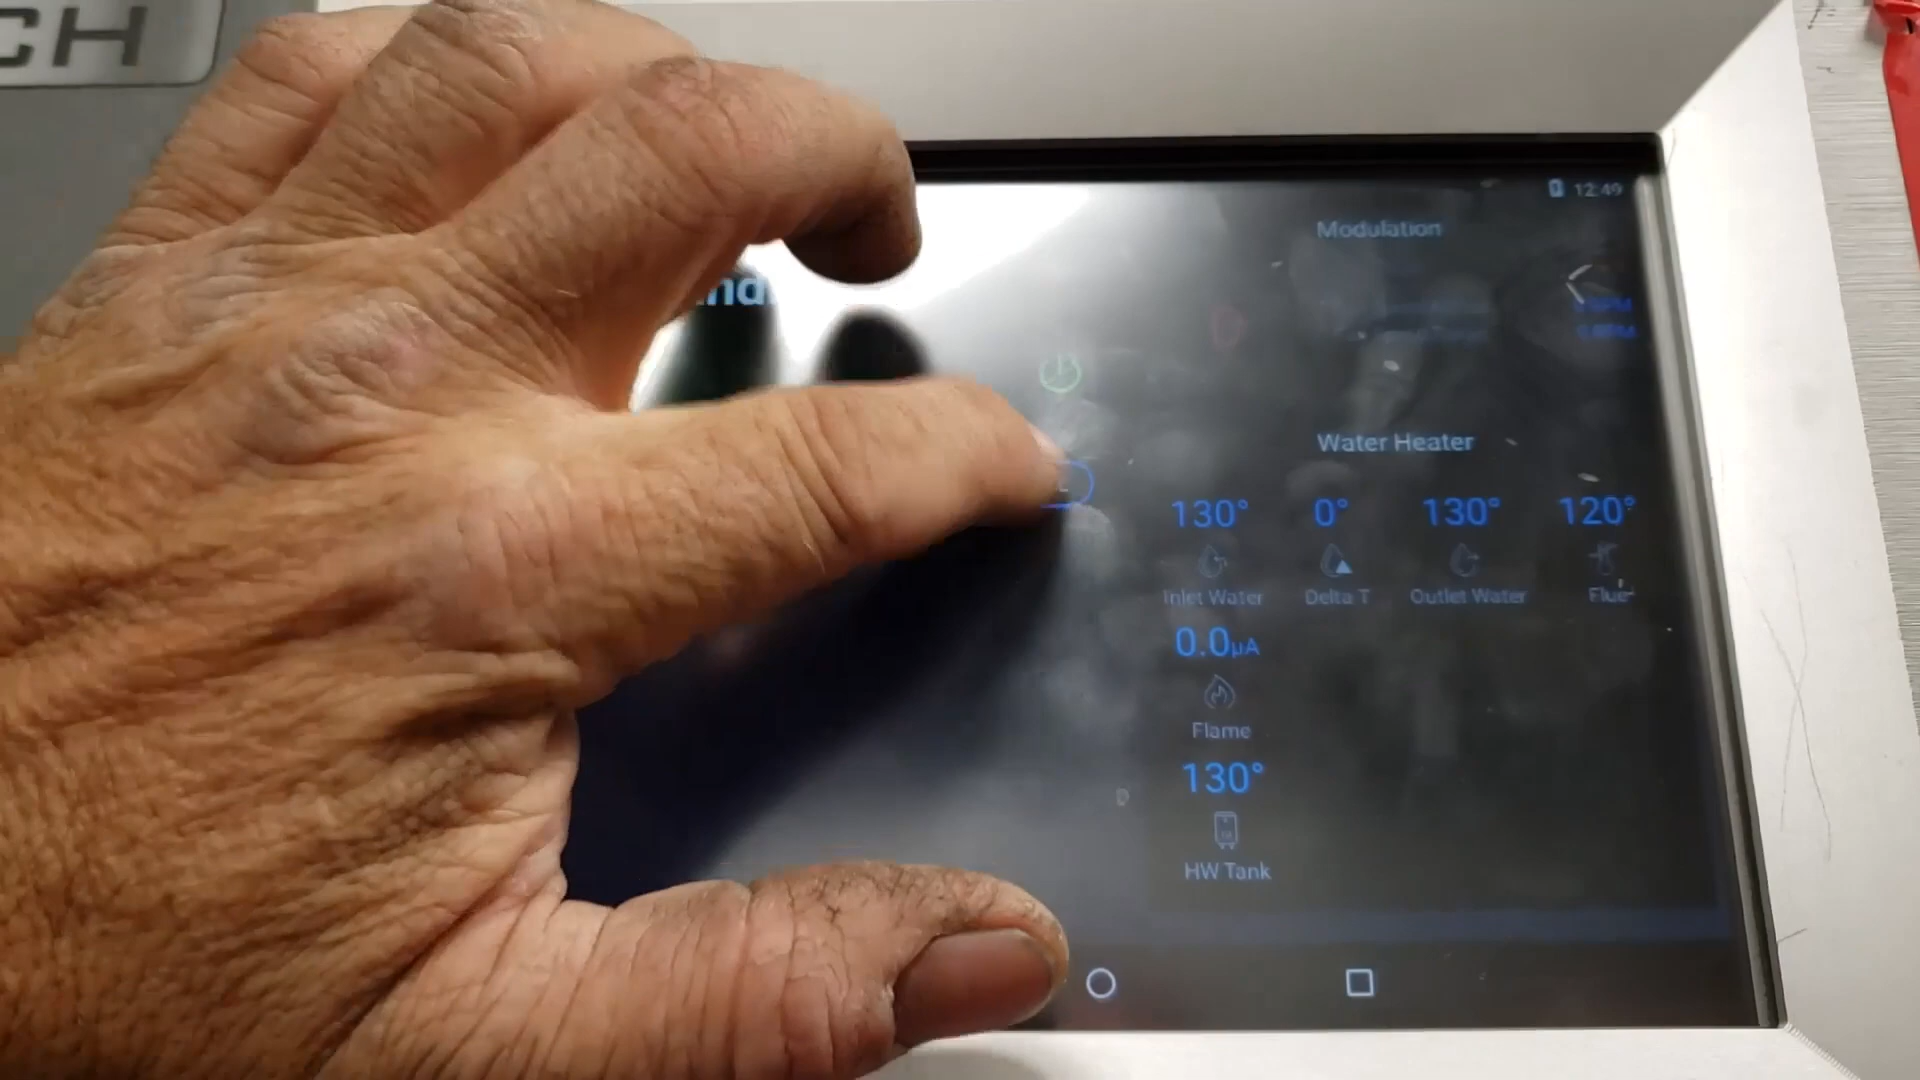 CH
12:49
Modulation
Water Heater
130° 0° 130° 120°
Inlet Water Delta T Outlet Water Flue
0.0µA
Flame
130°
HW Tank